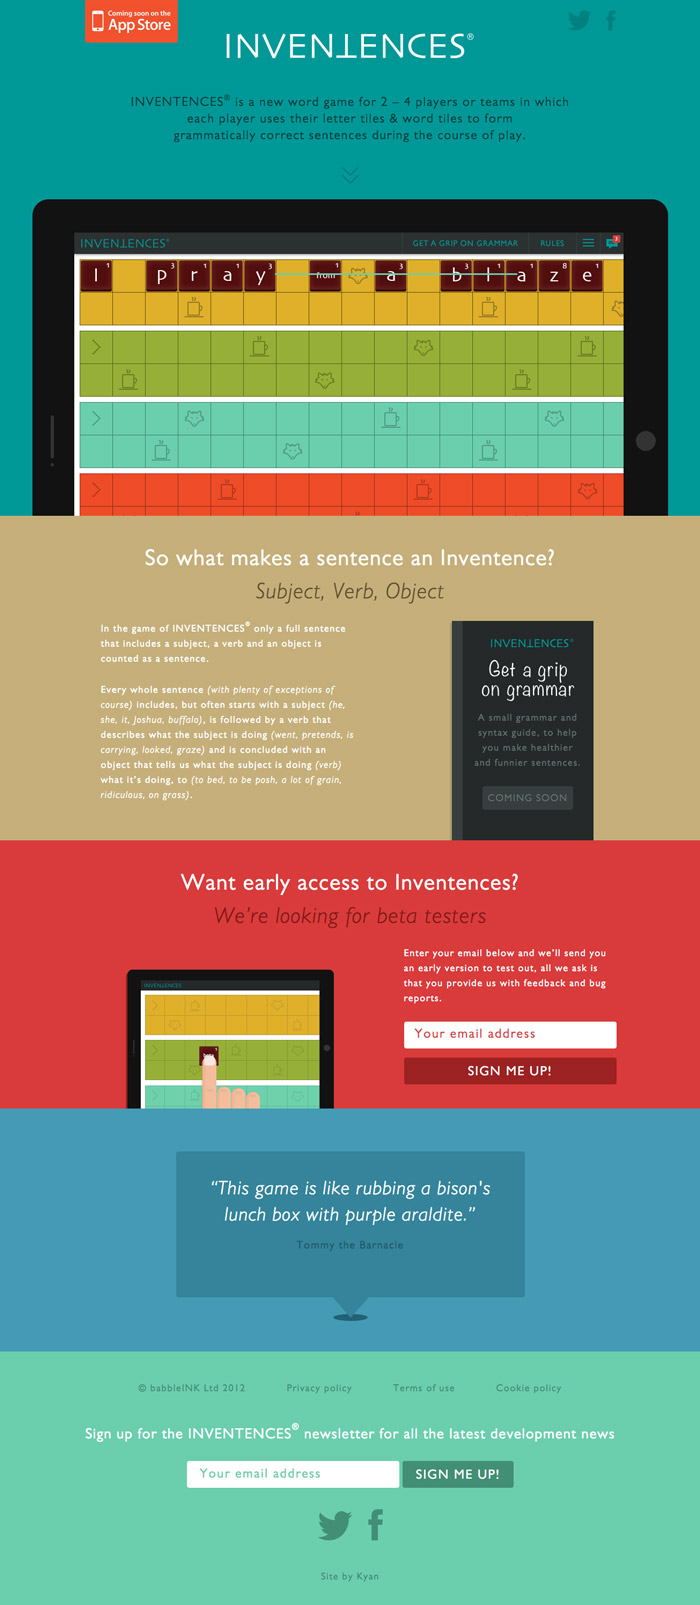 Coming soon on the
App Store
INVENTENCES®
INVENTENCES® is a new word game for 2 – 4 players or teams in which
each player uses their letter tiles & word tiles to form
grammatically correct sentences during the course of play.
INVENTENCES®
GET A GRIP ON GRAMMAR
RULES
3
I 1 p 3 r 1 a 1 y 3 from a 1 b 3 l 1 a 1 z 8 e 1
So what makes a sentence an Inventence?
Subject, Verb, Object
In the game of INVENTENCES® only a full sentence
that includes a subject, a verb and an object is
counted as a sentence.
Every whole sentence (with plenty of exceptions of
course) includes, but often starts with a subject (he,
she, it, Joshua, buffalo), is followed by a verb that
describes what the subject is doing (went, pretends, is
carrying, looked, graze) and is concluded with an
object that tells us what the subject is doing (verb)
what it's doing, to (to bed, to be posh, a lot of grain,
ridiculous, on grass).
INVENTENCES®
Get a grip
on grammar
A small grammar and
syntax guide, to help
you make healthier
and funnier sentences.
COMING SOON
Want early access to Inventences?
We're looking for beta testers
INVENTENCES
Enter your email below and we'll send you
an early version to test out, all we ask is
that you provide us with feedback and bug
reports.
Your email address
SIGN ME UP!
“This game is like rubbing a bison's
lunch box with purple araldite.”
Tommy the Barnacle
© babbleINK Ltd 2012
Privacy policy
Terms of use
Cookie policy
Sign up for the INVENTENCES® newsletter for all the latest development news
Your email address
SIGN ME UP!
Site by Kyan